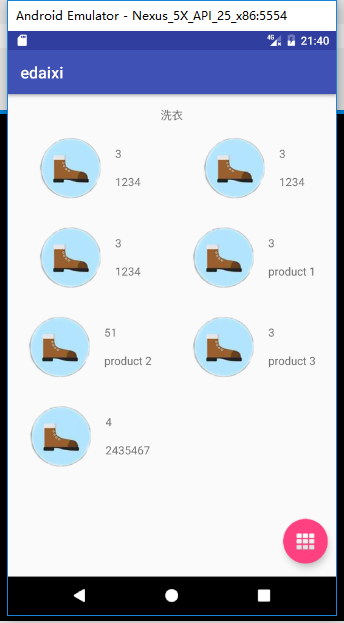 Android Emulator - Nexus_5X_API_25_x86:5554
4G 21:40
edaixi
洗衣
3 3
1234 1234
3 3
1234 product 1
51 3
product 2 product 3
4
2435467